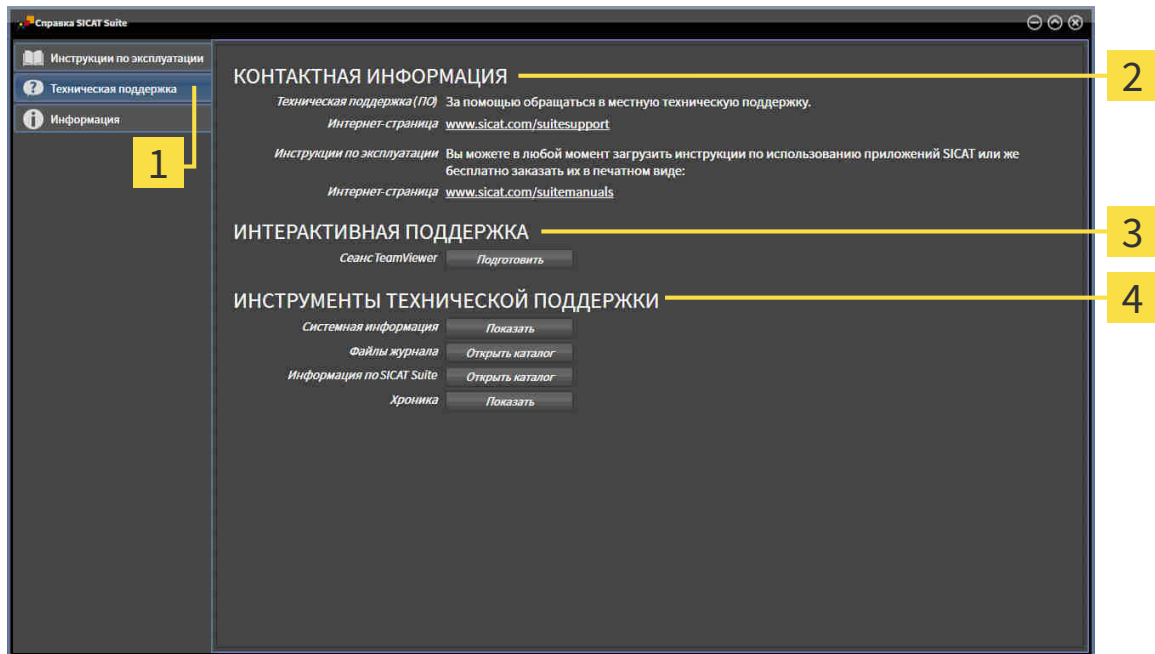 Справка SICAT Suite
Инструкции по эксплуатации
Техническая поддержка
Информация
1
КОНТАКТНАЯ ИНФОРМАЦИЯ
2
Техническая поддержка (ПО) За помощью обращаться в местную техническую поддержку.
Интернет-страница www.sicat.com/suitesupport
Инструкции по эксплуатации Вы можете в любой момент загрузить инструкции по использованию приложений SICAT или же
бесплатно заказать их в печатном виде:
Интернет-страница www.sicat.com/suitemanuals
ИНТЕРАКТИВНАЯ ПОДДЕРЖКА
3
Сеанс TeamViewer Подготовить
ИНСТРУМЕНТЫ ТЕХНИЧЕСКОЙ ПОДДЕРЖКИ
4
Системная информация Показать
Файлы журнала Открыть каталог
Информация по SICAT Suite Открыть каталог
Хроника Показать